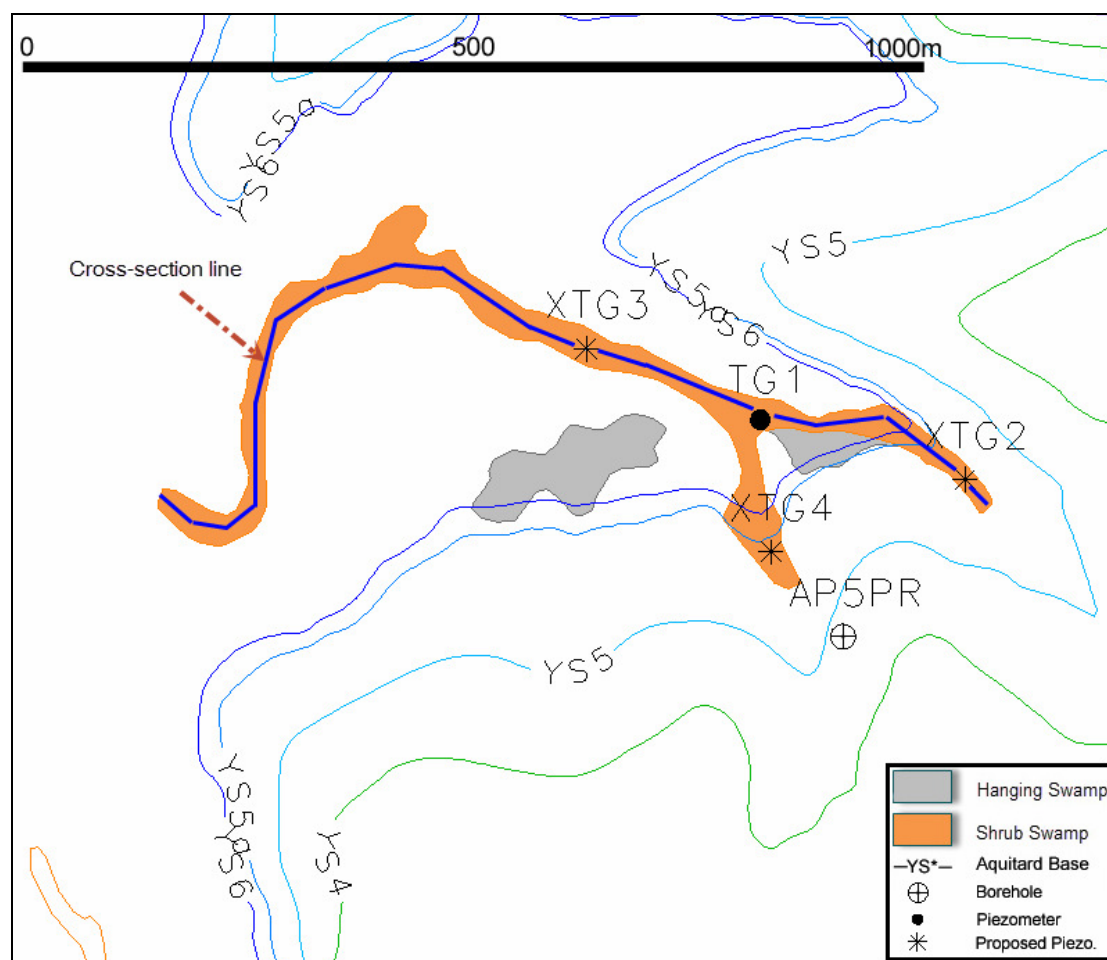 0 500 1000m
YS5a
YS6
YS5
Cross-section line
YS5a
XTG3
YS6
TG1
XTG2
XTG4
AP5PR
YS5
YS5a
YS6
YS4
Hanging Swamp
Shrub Swamp
—YS*— Aquitard Base
Borehole
Piezometer
Proposed Piezo.